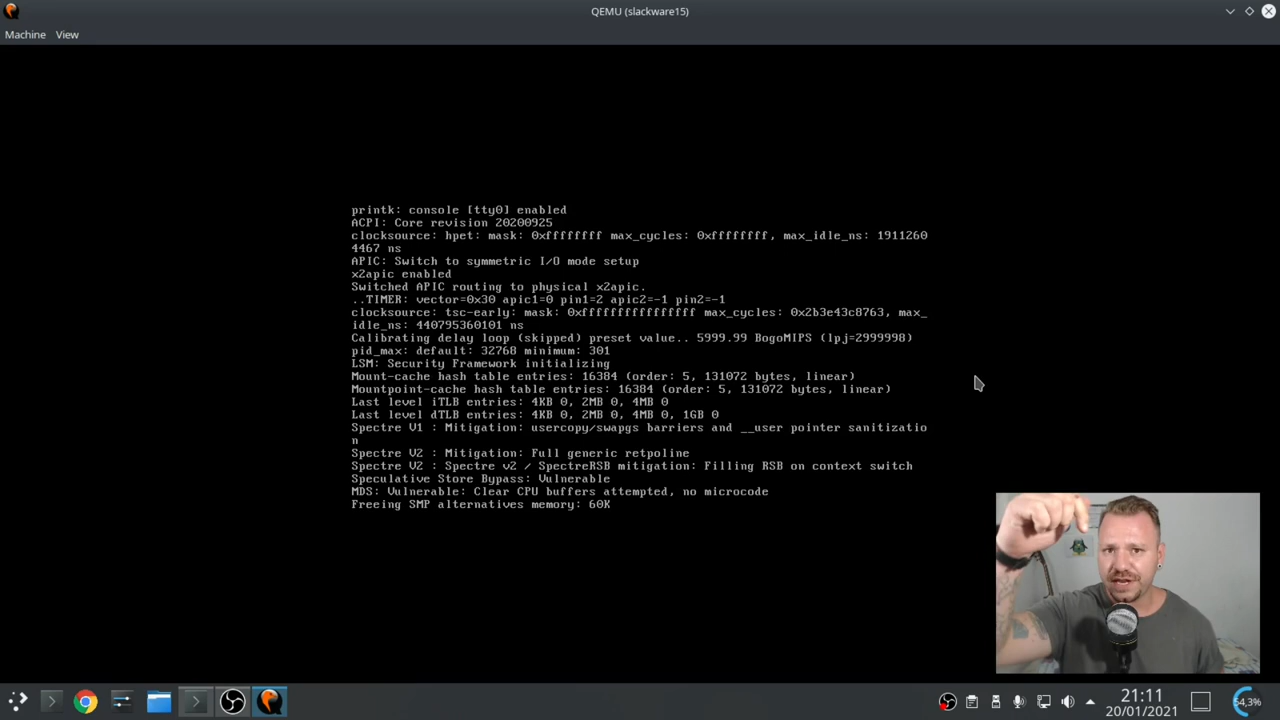 QEMU (slackware15)
Machine View
printk: console [tty0] enabled
ACPI: Core revision 20200925
clocksource: hpet: mask: 0xffffffff max_cycles: 0xffffffff, max_idle_ns: 1911260
4467 ns
APIC: Switch to symmetric I/O mode setup
x2apic enabled
Switched APIC routing to physical x2apic.
..TIMER: vector=0x30 apic1=0 pin1=2 apic2=-1 pin2=-1
clocksource: tsc-early: mask: 0xffffffffffffffff max_cycles: 0x2b3e43c8763, max_
idle_ns: 440795360101 ns
Calibrating delay loop (skipped) preset value.. 5999.99 BogoMIPS (lpj=2999998)
pid_max: default: 32768 minimum: 301
LSM: Security Framework initializing
Mount-cache hash table entries: 16384 (order: 5, 131072 bytes, linear)
Mountpoint-cache hash table entries: 16384 (order: 5, 131072 bytes, linear)
Last level iTLB entries: 4KB 0, 2MB 0, 4MB 0
Last level dTLB entries: 4KB 0, 2MB 0, 4MB 0, 1GB 0
Spectre V1 : Mitigation: usercopy/swapgs barriers and __user pointer sanitizatio
n
Spectre V2 : Mitigation: Full generic retpoline
Spectre V2 : Spectre v2 / SpectreRSB mitigation: Filling RSB on context switch
Speculative Store Bypass: Vulnerable
MDS: Vulnerable: Clear CPU buffers attempted, no microcode
Freeing SMP alternatives memory: 60K
21:11
20/01/2021
54,3%